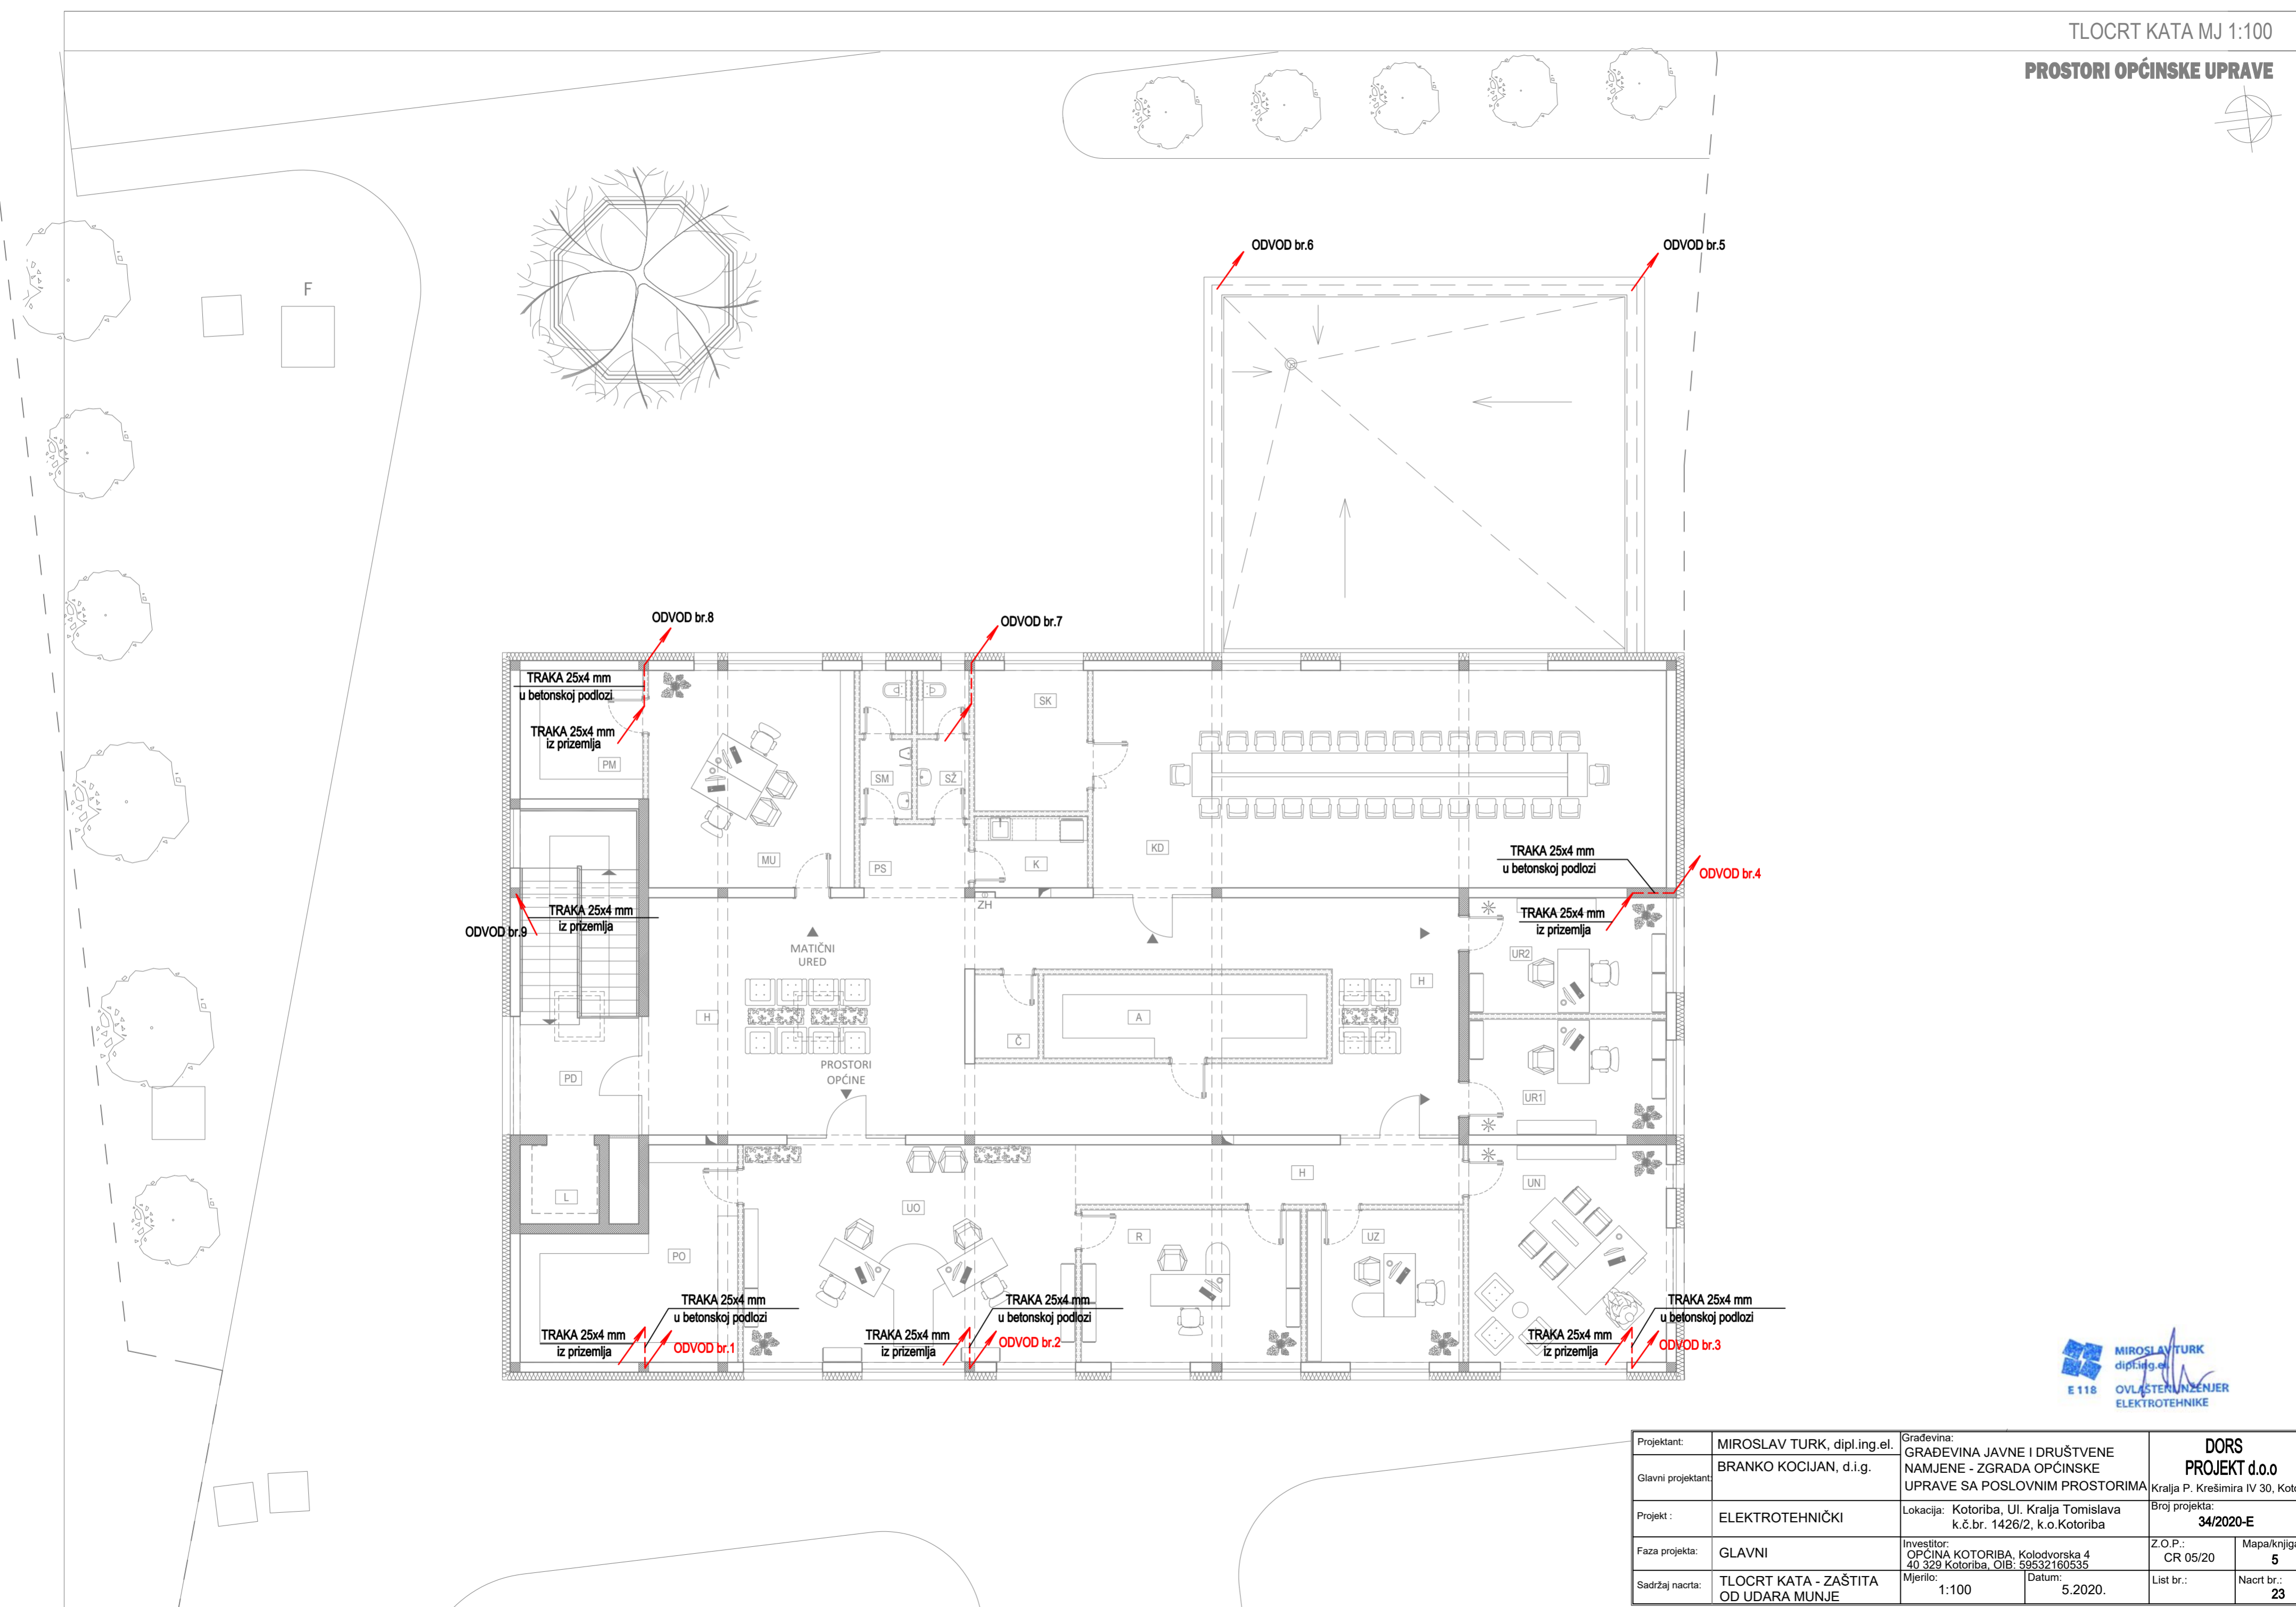 TLOCRT KATA MJ 1:100
PROSTORI OPĆINSKE UPRAVE
F
ODVOD br.6
ODVOD br.5
ODVOD br.8
ODVOD br.7
TRAKA 25x4 mm
u betonskoj podlozi
TRAKA 25x4 mm
iz prizemlja
PM
SK
SM
SŽ
MU
PS
K
KD
TRAKA 25x4 mm
u betonskoj podlozi
ODVOD br.4
ZH
TRAKA 25x4 mm
iz prizemlja
ODVOD br.9
TRAKA 25x4 mm
iz prizemlja
MATIČNI
URED
UR2
H
H
A
Č
PROSTORI
OPĆINE
PD
UR1
H
UN
L
UO
R
UZ
PO
TRAKA 25x4 mm
u betonskoj podlozi
TRAKA 25x4 mm
iz prizemlja
ODVOD br.1
TRAKA 25x4 mm
u betonskoj podlozi
TRAKA 25x4 mm
iz prizemlja
ODVOD br.2
TRAKA 25x4 mm
u betonskoj podlozi
TRAKA 25x4 mm
iz prizemlja
ODVOD br.3
MIROSLAV TURK
dipl.ing.el.
E 118
OVLAŠTENI INŽENJER
ELEKTROTEHNIKE
Projektant:
MIROSLAV TURK, dipl.ing.el.
Glavni projektant:
BRANKO KOCIJAN, d.i.g.
Građevina:
GRAĐEVINA JAVNE I DRUŠTVENE
NAMJENE - ZGRADA OPĆINSKE
UPRAVE SA POSLOVNIM PROSTORIMA
DORS
PROJEKT d.o.o
Kralja P. Krešimira IV 30,
Projekt :
ELEKTROTEHNIČKI
Lokacija: Kotoriba, Ul. Kralja Tomislava
k.č.br. 1426/2, k.o.Kotoriba
Broj projekta:
34/2020-E
Faza projekta:
GLAVNI
Investitor:
OPĆINA KOTORIBA, Kolodvorska 4
40 329 Kotoriba, OIB: 59532160535
Z.O.P.:
CR 05/20
Mapa/knjiga
5
Sadržaj nacrta:
TLOCRT KATA - ZAŠTITA
OD UDARA MUNJE
Mjerilo:
1:100
Datum:
5.2020.
List br.:
Nacrt br.:
23